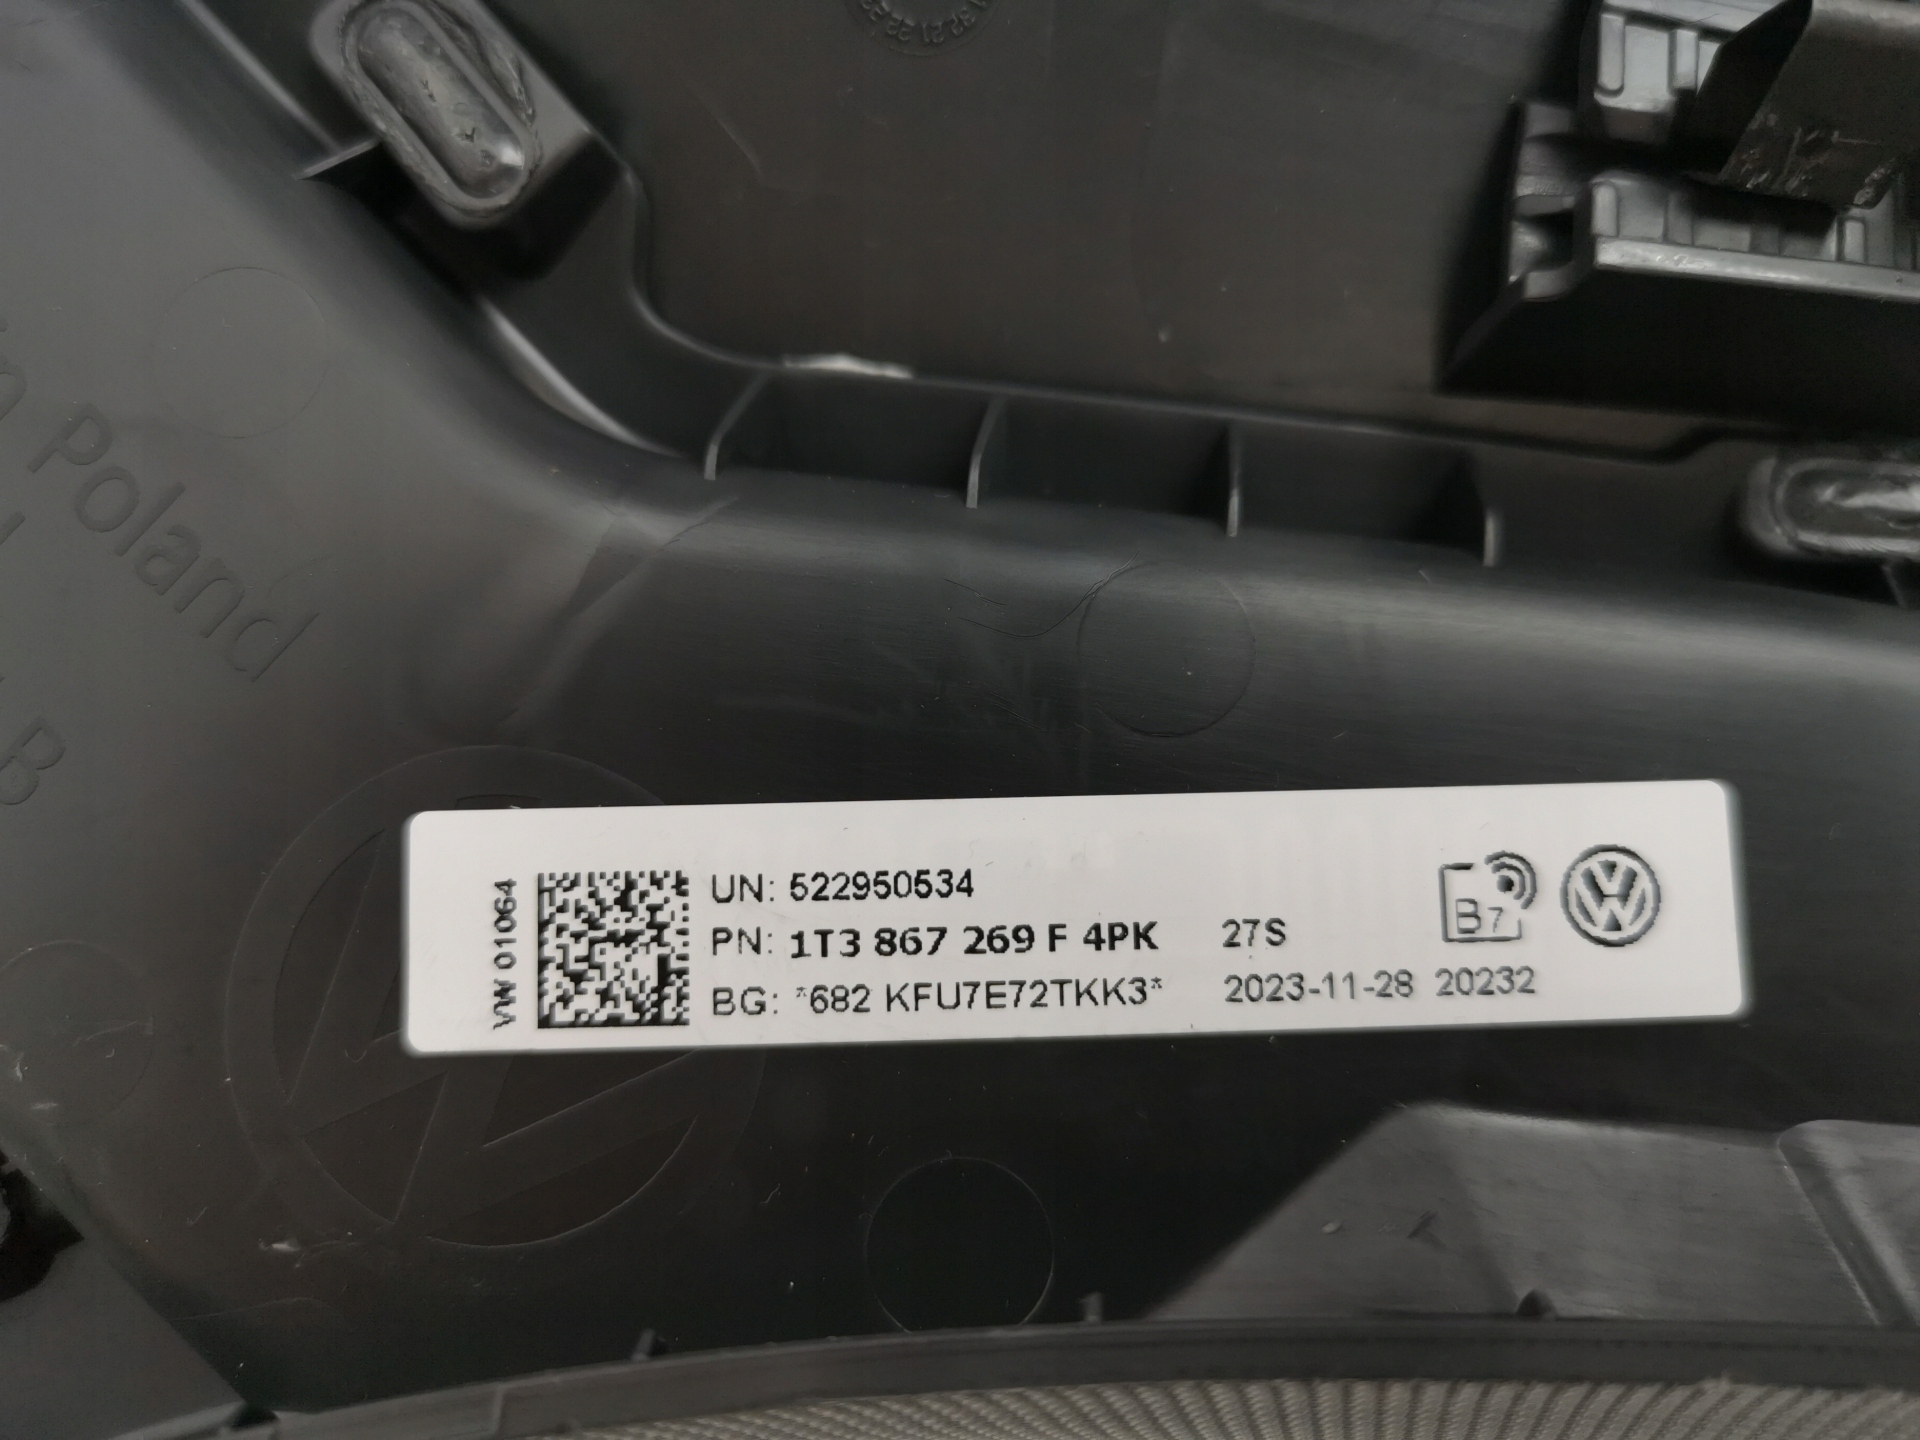 n Poland
B
VW 01064
UN: 522950534
PN: 1T3 867 269 F 4PK 27S
BG: *682 KFU7E72TKK3* 2023-11-28 20232
B7